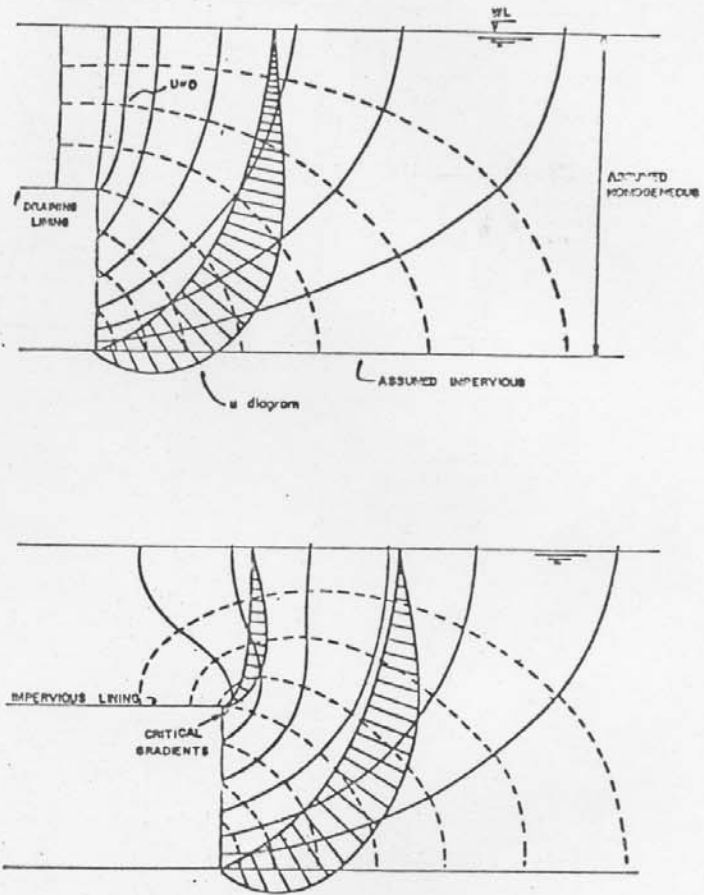 WL
U=0
ASSUMED
HOMOGENEOUS
DRAINING
LINING
ASSUMED IMPERVIOUS
u diagram
IMPERVIOUS LINING
CRITICAL
GRADIENTS